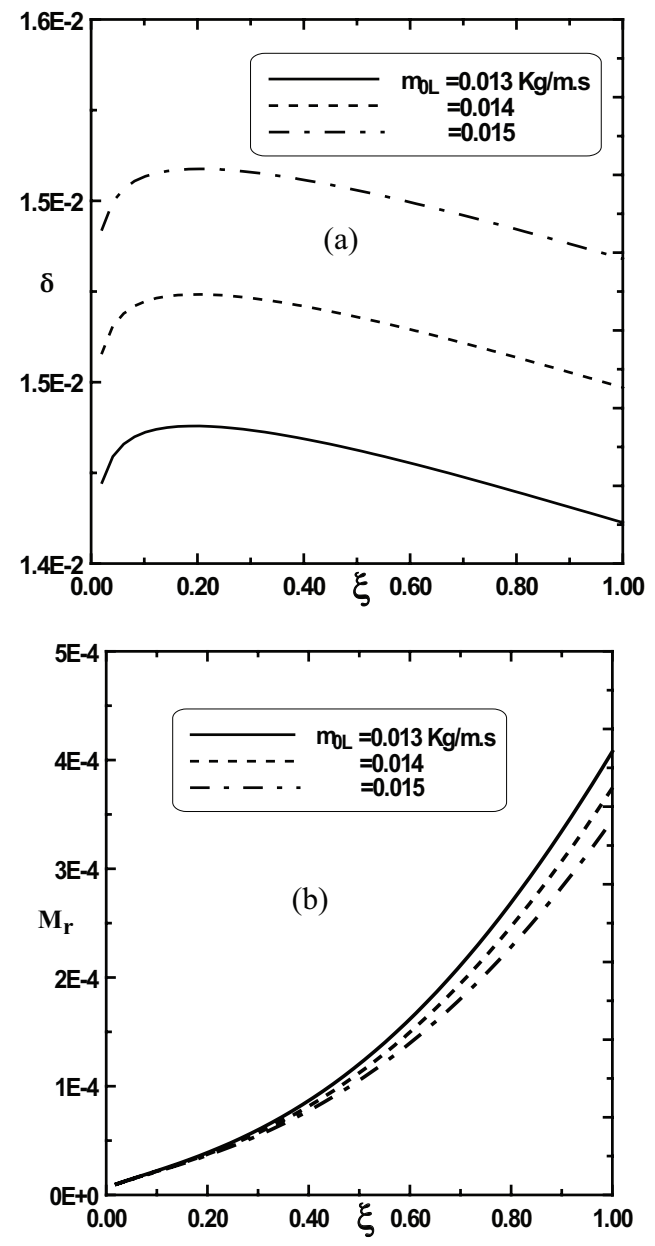 1.6E-2
m0L =0.013 Kg/m.s
=0.014
=0.015
1.5E-2
(a)
δ
1.5E-2
1.4E-2
0.00 0.20 0.40 0.60 0.80 1.00
ξ
5E-4
m0L =0.013 Kg/m.s
=0.014
=0.015
4E-4
3E-4
(b)
Mr
2E-4
1E-4
0E+0
0.00 0.20 0.40 0.60 0.80 1.00
ξ